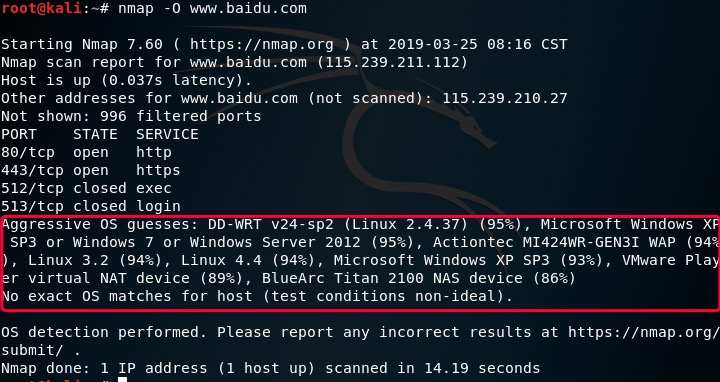 root@kali:~# nmap -O www.baidu.com
Starting Nmap 7.60 ( https://nmap.org ) at 2019-03-25 08:16 CST
Nmap scan report for www.baidu.com (115.239.211.112)
Host is up (0.037s latency).
Other addresses for www.baidu.com (not scanned): 115.239.210.27
Not shown: 996 filtered ports
PORT    STATE  SERVICE
80/tcp  open   http
443/tcp open   https
512/tcp closed exec
513/tcp closed login
Aggressive OS guesses: DD-WRT v24-sp2 (Linux 2.4.37) (95%), Microsoft Windows XP
 SP3 or Windows 7 or Windows Server 2012 (95%), Actiontec MI424WR-GEN3I WAP (94%
), Linux 3.2 (94%), Linux 4.4 (94%), Microsoft Windows XP SP3 (93%), VMware Play
er virtual NAT device (89%), BlueArc Titan 2100 NAS device (86%)
No exact OS matches for host (test conditions non-ideal).
OS detection performed. Please report any incorrect results at https://nmap.org/
submit/ .
Nmap done: 1 IP address (1 host up) scanned in 14.19 seconds